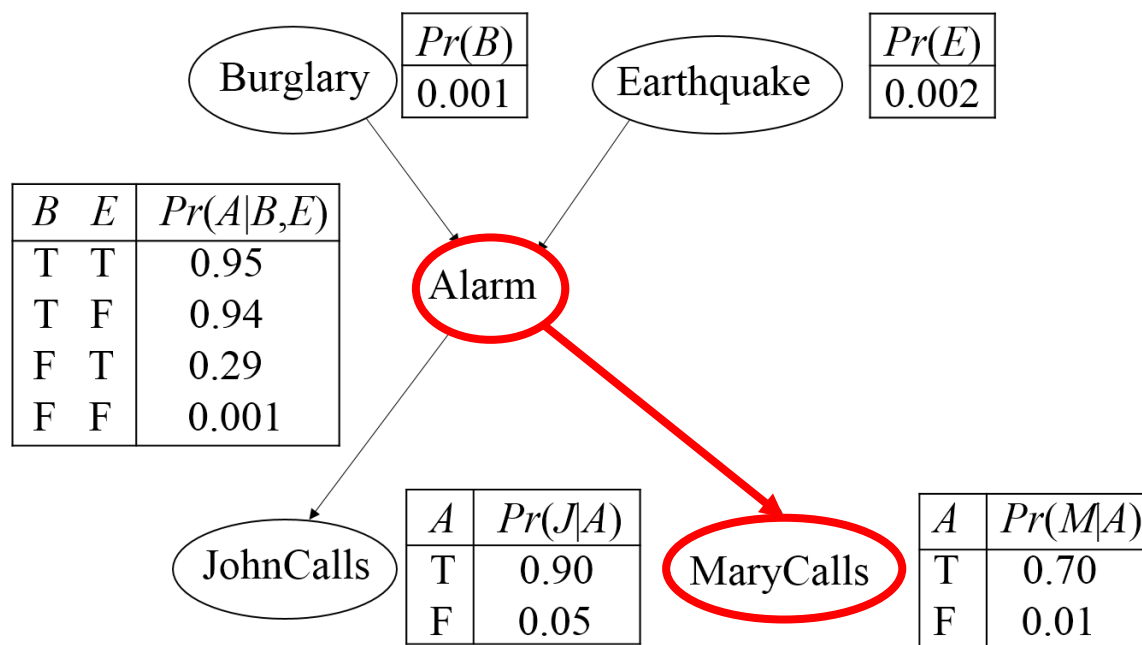 Burglary
Pr(B)
0.001
Earthquake
Pr(E)
0.002
B E Pr(A|B,E)
T T 0.95
T F 0.94
F T 0.29
F F 0.001
Alarm
JohnCalls
A Pr(J|A)
T 0.90
F 0.05
MaryCalls
A Pr(M|A)
T 0.70
F 0.01